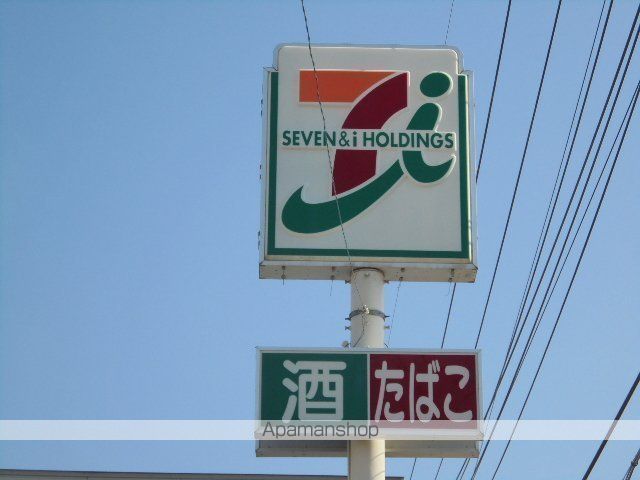 SEVEN&i HOLDINGS
酒 たばこ
Apamanshop